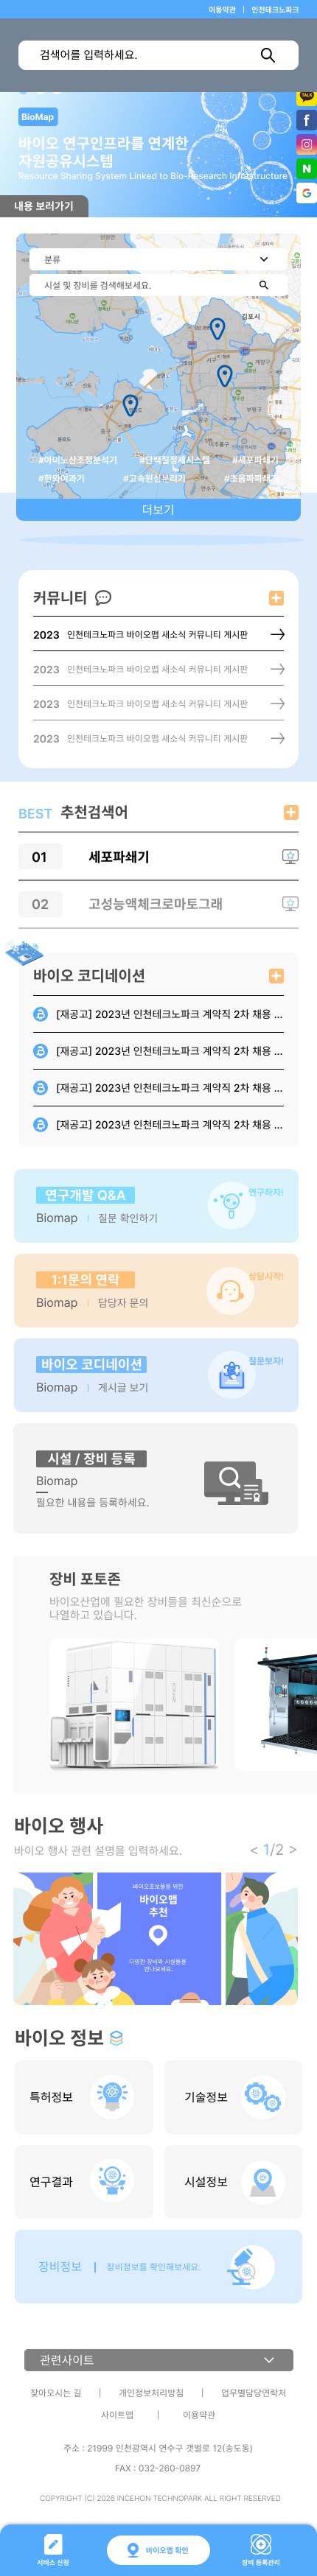 이용약관 | 인천테크노파크
검색어를 입력하세요.
TALK
f
BioMap
바이오 연구인프라를 연계한
자원공유시스템
Resource Sharing System Linked to Bio-Research Infrastructure
N
G
내용 보러가기
분류
시설 및 장비를 검색해보세요.
김포시
서구
계양구
부평구
미추홀구
연수구
#아미노산조정분석기 #단백질정제시스템 #세포파쇄기
#한외여과기 #고속원심분리기 #초음파파쇄기
더보기
커뮤니티
2023 인천테크노파크 바이오맵 새소식 커뮤니티 게시판
2023 인천테크노파크 바이오맵 새소식 커뮤니티 게시판
2023 인천테크노파크 바이오맵 새소식 커뮤니티 게시판
2023 인천테크노파크 바이오맵 새소식 커뮤니티 게시판
BEST 추천검색어
01 세포파쇄기
02 고성능액체크로마토그래
바이오 코디네이션
[재공고] 2023년 인천테크노파크 계약직 2차 채용 ...
[재공고] 2023년 인천테크노파크 계약직 2차 채용 ...
[재공고] 2023년 인천테크노파크 계약직 2차 채용 ...
[재공고] 2023년 인천테크노파크 계약직 2차 채용 ...
연구개발 Q&A
연구하자!
Biomap | 질문 확인하기
1:1문의 연락
상담시작!
Biomap | 담당자 문의
바이오 코디네이션
질문보자!
Biomap | 게시글 보기
시설 / 장비 등록
Biomap
필요한 내용을 등록하세요.
장비 포토존
바이오산업에 필요한 장비들을 최신순으로
나열하고 있습니다.
바이오 행사
바이오 행사 관련 설명을 입력하세요.
< 1/2 >
바이오초보들을 위한
바이오맵
추천
다양한 장비와 시설들을
만나보세요.
바이오 정보
특허정보
기술정보
연구결과
시설정보
장비정보 | 장비정보를 확인해보세요.
관련사이트
찾아오시는 길 | 개인정보처리방침 | 업무별담당연락처
사이트맵 | 이용약관
주소 : 21999 인천광역시 연수구 갯벌로 12(송도동)
FAX : 032-260-0897
COPYRIGHT (C) 2026 INCEHON TECHNOPARK ALL RIGHT RESERVED
서비스 신청
바이오맵 확인
장비 등록관리